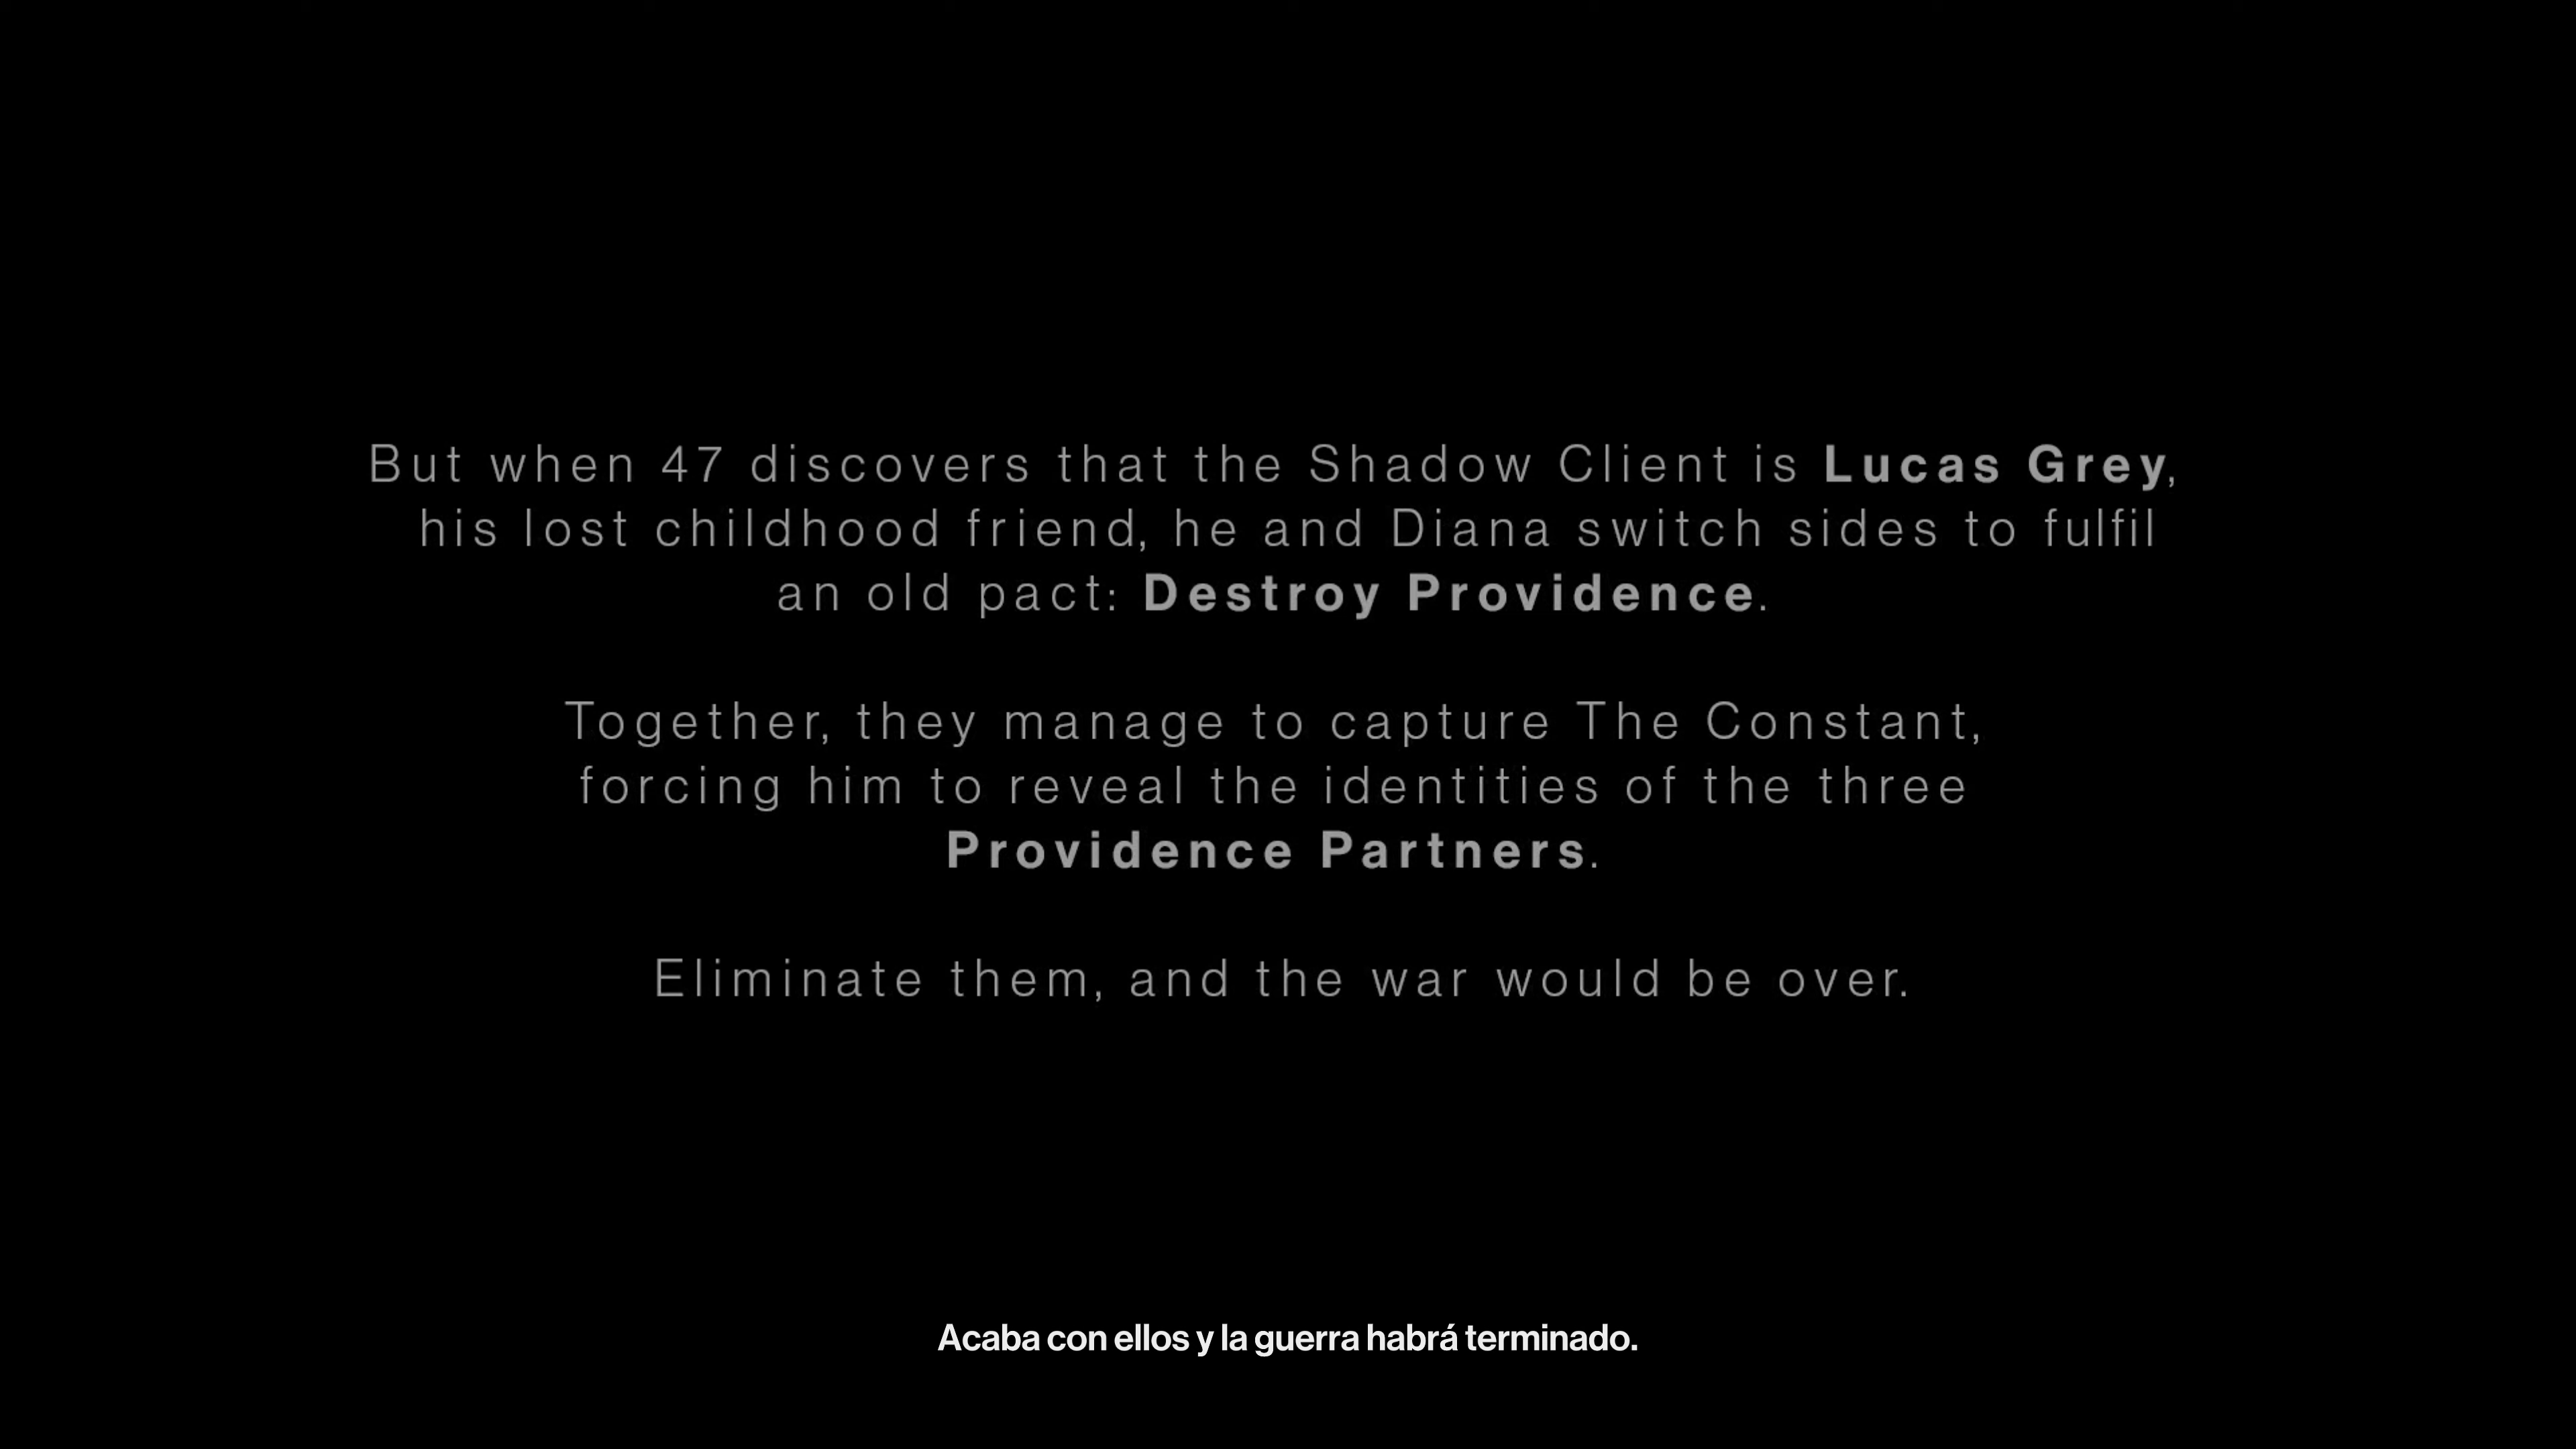 But when 47 discovers that the Shadow Client is Lucas Grey,
his lost childhood friend, he and Diana switch sides to fulfil
an old pact: Destroy Providence.
Together, they manage to capture The Constant,
forcing him to reveal the identities of the three
Providence Partners.
Eliminate them, and the war would be over.
Acaba con ellos y la guerra habrá terminado.